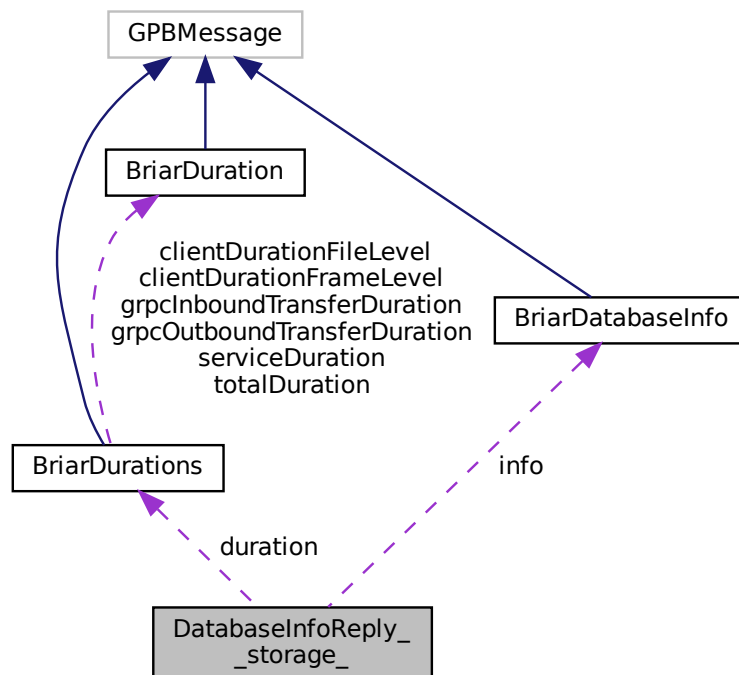 GPBMessage
BriarDuration
clientDurationFileLevel
clientDurationFrameLevel
grpcInboundTransferDuration
grpcOutboundTransferDuration
serviceDuration
totalDuration
BriarDatabaseInfo
BriarDurations
info
duration
DatabaseInfoReply_
_storage_